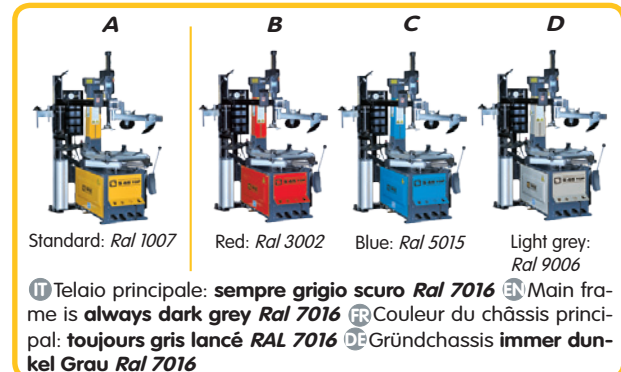 A B C D
Standard: Ral 1007 Red: Ral 3002 Blue: Ral 5015 Light grey:
Ral 9006
IT Telaio principale: sempre grigio scuro Ral 7016 EN Main fra-
me is always dark grey Ral 7016 FR Couleur du châssis princi-
pal: toujours gris lancé RAL 7016 DE Gründchassis immer dun-
kel Grau Ral 7016